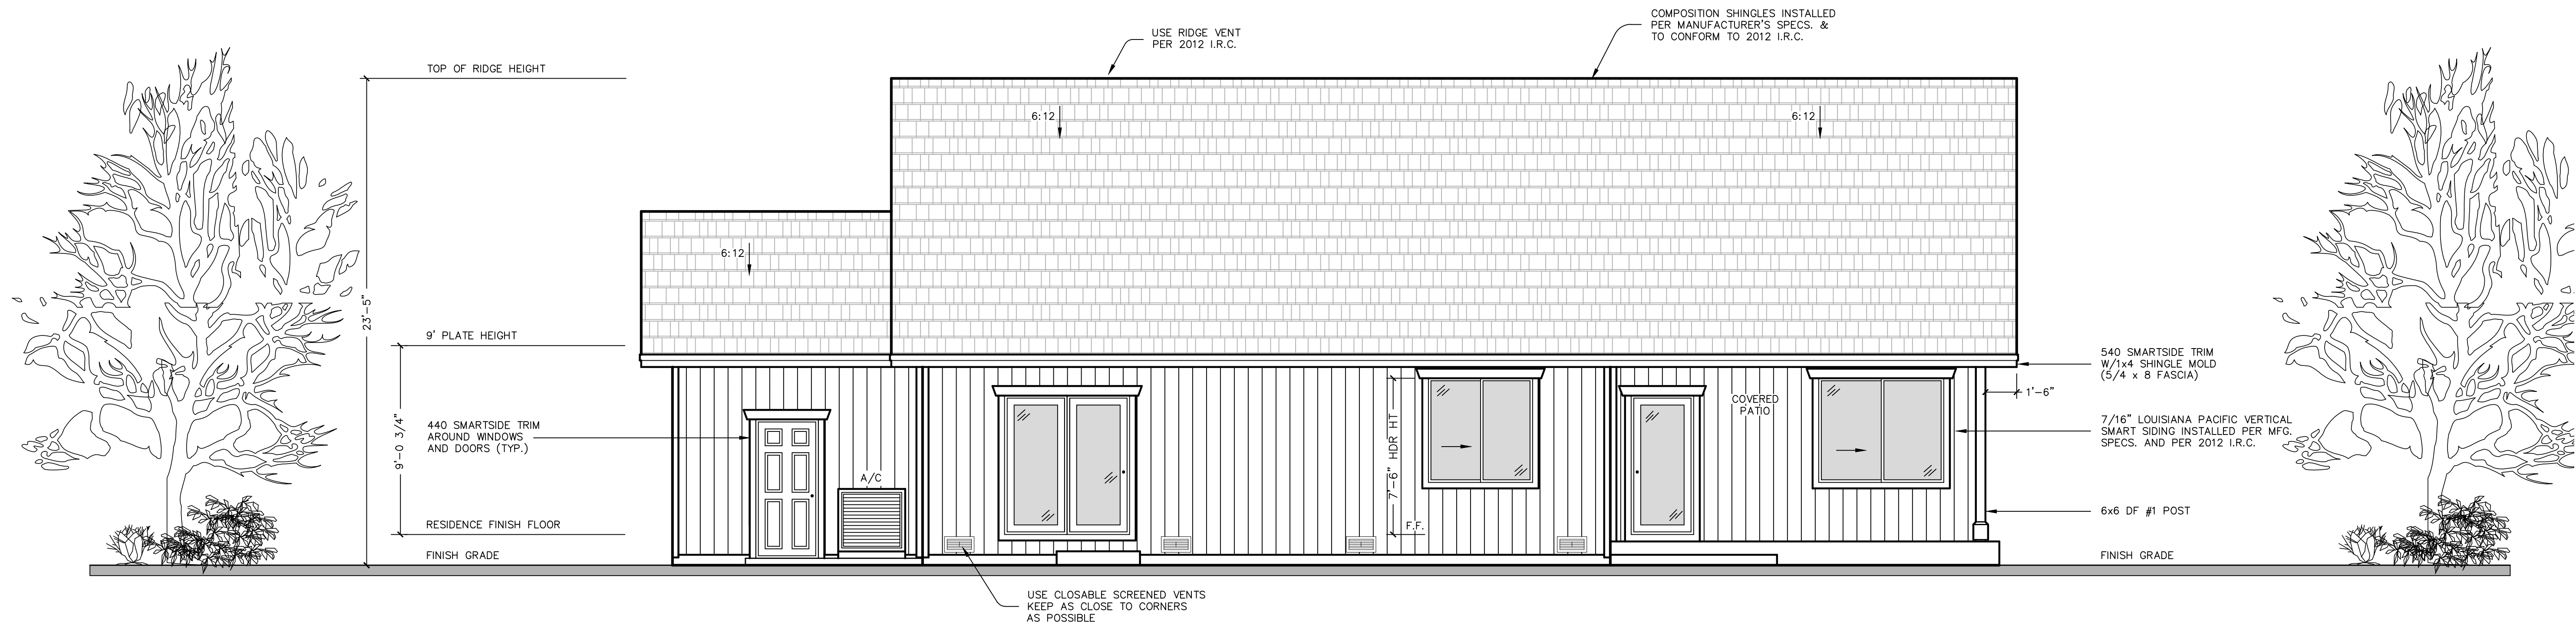 COMPOSITION SHINGLES INSTALLED
PER MANUFACTURER'S SPECS. &
TO CONFORM TO 2012 I.R.C.
USE RIDGE VENT
PER 2012 I.R.C.
TOP OF RIDGE HEIGHT
6:12
6:12
6:12
23'-5"
9' PLATE HEIGHT
540 SMARTSIDE TRIM
W/1x4 SHINGLE MOLD
(5/4 x 8 FASCIA)
1'-6"
COVERED
PATIO
440 SMARTSIDE TRIM
AROUND WINDOWS
AND DOORS (TYP.)
9'-0 3/4"
7'-6" HDR HT
7/16" LOUISIANA PACIFIC VERTICAL
SMART SIDING INSTALLED PER MFG.
SPECS. AND PER 2012 I.R.C.
A/C
6x6 DF #1 POST
RESIDENCE FINISH FLOOR
F.F.
FINISH GRADE
FINISH GRADE
USE CLOSABLE SCREENED VENTS
KEEP AS CLOSE TO CORNERS
AS POSSIBLE